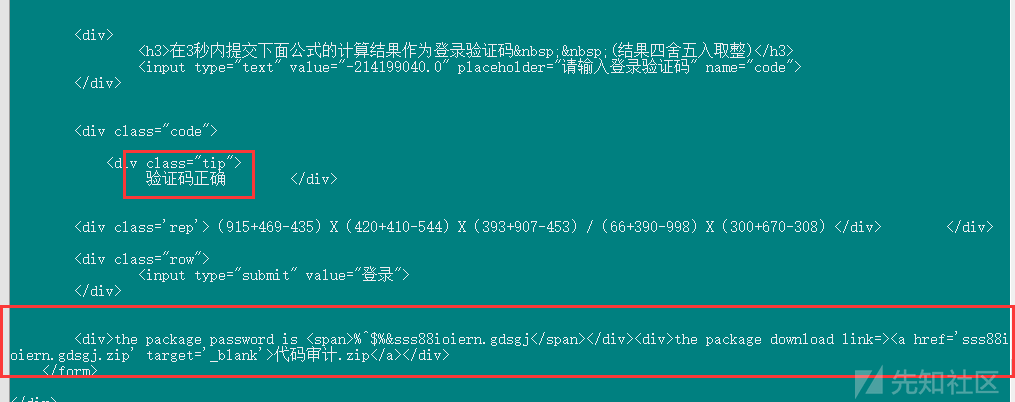 <div>
<h3>在3秒内提交下面公式的计算结果作为登录验证码&nbsp;&nbsp;(结果四舍五入取整)</h3>
<input type="text" value="-214199040.0" placeholder="请输入登录验证码" name="code">
</div>
<div class="code">
<div class="tip">
验证码正确 </div>
<div class='rep'>(915+469-435)X(420+410-544)X(393+907-453)/(66+390-998)X(300+670-308)</div> </div>
<div class="row">
<input type="submit" value="登录">
</div>
<div>the package password is <span>%^$%&sss88ioiern.gdsgj</span></div><div>the package download link=><a href='sss88i
oiern.gdsgj.zip' target='_blank'>代码审计.zip</a></div>
</form>
</div>
先知社区